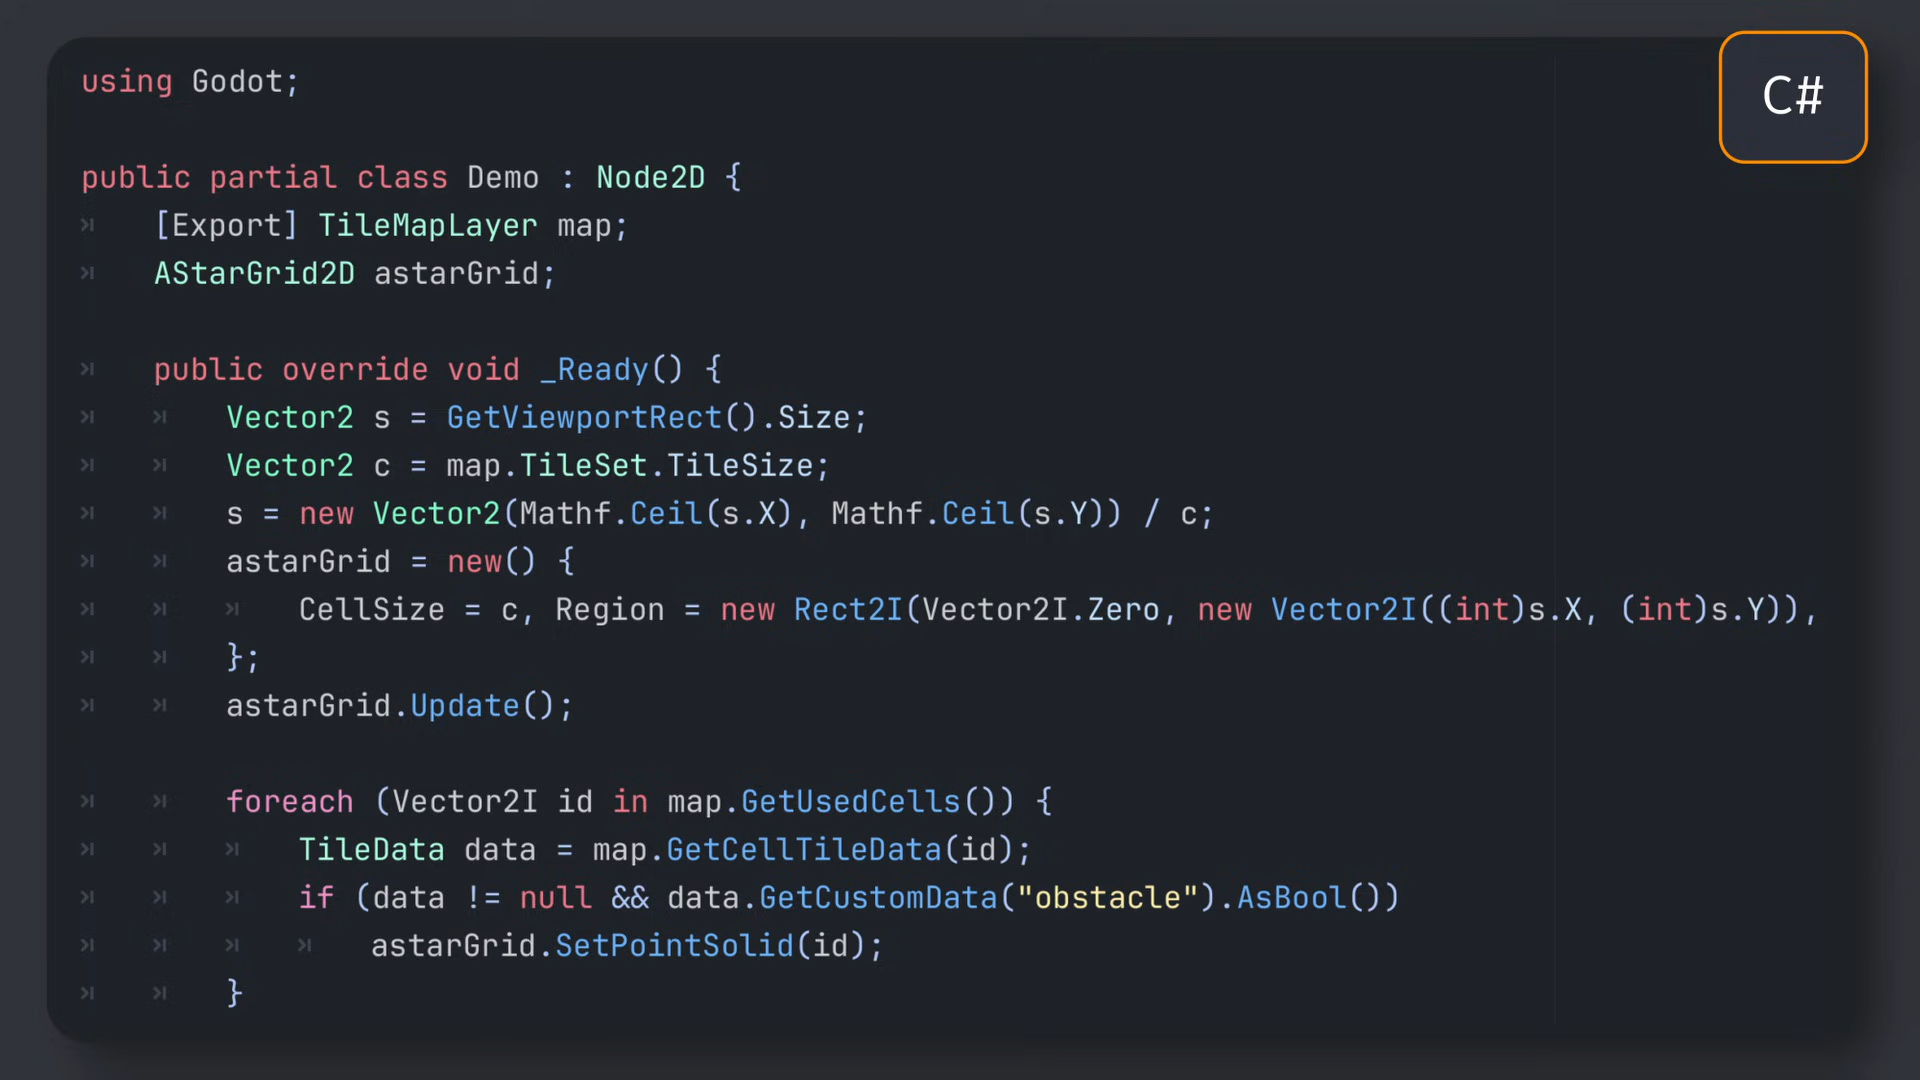 using Godot;
C#
public partial class Demo : Node2D {
[Export] TileMapLayer map;
AStarGrid2D astarGrid;
public override void _Ready() {
Vector2 s = GetViewportRect().Size;
Vector2 c = map.TileSet.TileSize;
s = new Vector2(Mathf.Ceil(s.X), Mathf.Ceil(s.Y)) / c;
astarGrid = new() {
CellSize = c, Region = new Rect2I(Vector2I.Zero, new Vector2I((int)s.X, (int)s.Y)),
};
astarGrid.Update();
foreach (Vector2I id in map.GetUsedCells()) {
TileData data = map.GetCellTileData(id);
if (data != null && data.GetCustomData("obstacle").AsBool())
astarGrid.SetPointSolid(id);
}